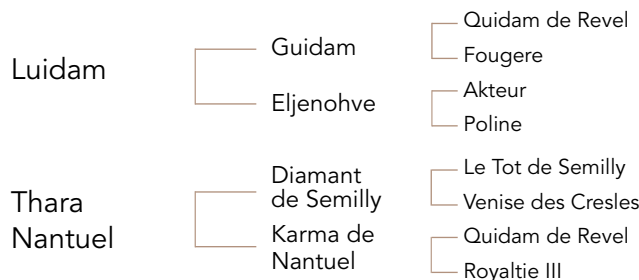 Luidam
Guidam
Quidam de Revel
Fougere
Eljenohve
Akteur
Poline
Thara
Nantuel
Diamant
de Semilly
Le Tot de Semilly
Venise des Cresles
Karma de
Nantuel
Quidam de Revel
Royaltie III